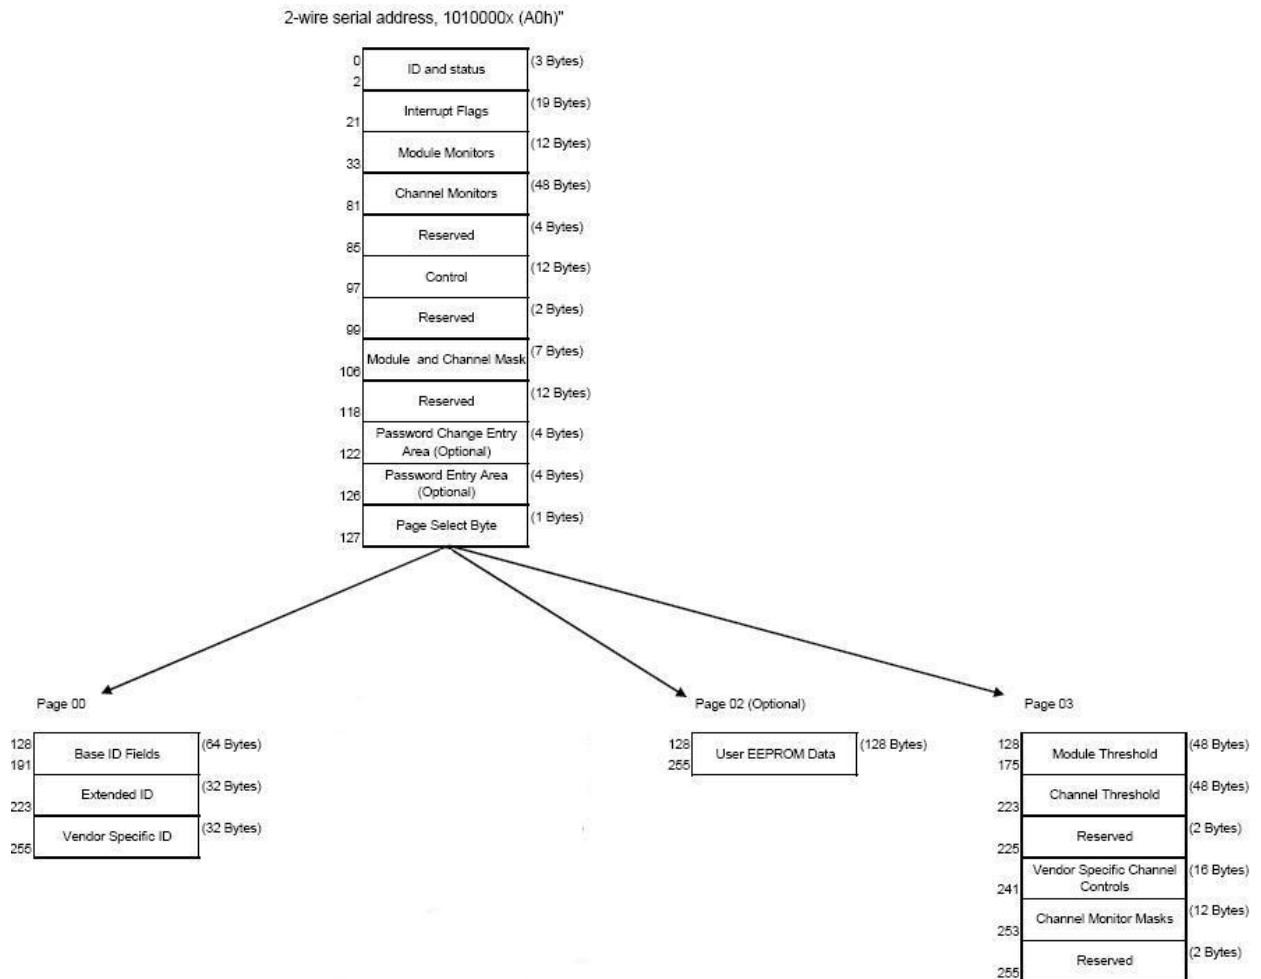 2-wire serial address, 1010000x (A0h)"
0
2
ID and status
(3 Bytes)
21
Interrupt Flags
(19 Bytes)
33
Module Monitors
(12 Bytes)
81
Channel Monitors
(48 Bytes)
85
Reserved
(4 Bytes)
97
Control
(12 Bytes)
99
Reserved
(2 Bytes)
106
Module and Channel Mask
(7 Bytes)
118
Reserved
(12 Bytes)
122
Password Change Entry
Area (Optional)
(4 Bytes)
126
Password Entry Area
(Optional)
(4 Bytes)
127
Page Select Byte
(1 Bytes)
Page 00
128
191
Base ID Fields
(64 Bytes)
223
Extended ID
(32 Bytes)
255
Vendor Specific ID
(32 Bytes)
Page 02 (Optional)
128
255
User EEPROM Data
(128 Bytes)
Page 03
128
175
Module Threshold
(48 Bytes)
223
Channel Threshold
(48 Bytes)
225
Reserved
(2 Bytes)
241
Vendor Specific Channel
Controls
(16 Bytes)
253
Channel Monitor Masks
(12 Bytes)
255
Reserved
(2 Bytes)